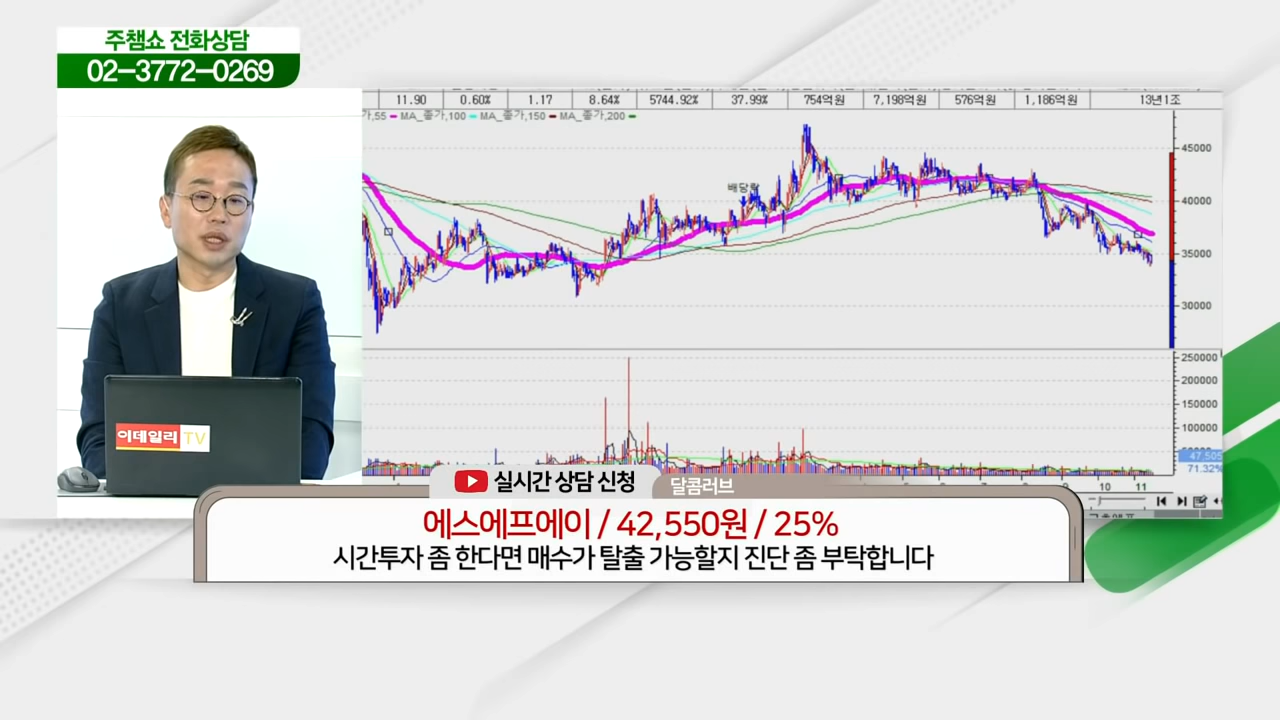 주챔쇼 전화상담
02-3772-0269
11.90 0.60% 1.17 8.64% 5744.92% 37.99% 754억원 7,198억원 576억원 1,186억원 13년1조
가,55 MA_종가,100 MA_종가,150 MA_종가,200
45000
배당락
40000
35000
30000
250000
200000
150000
100000
47,505
71.32%
10 11
이데일리TV
실시간 상담 신청
달콤러브
에스에프에이 / 42,550원 / 25%
시간투자 좀 한다면 매수가 탈출 가능할지 진단 좀 부탁합니다